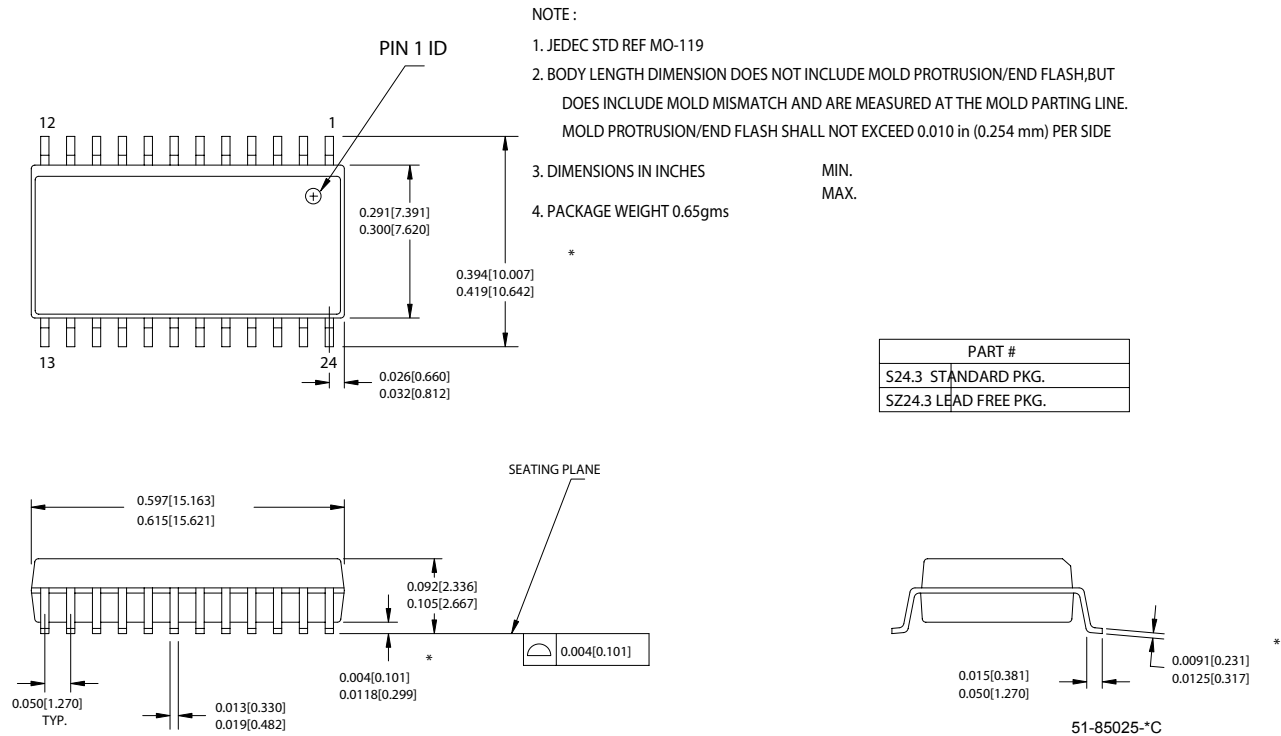 NOTE :
1. JEDEC STD REF MO-119
2. BODY LENGTH DIMENSION DOES NOT INCLUDE MOLD PROTRUSION/END FLASH,BUT
DOES INCLUDE MOLD MISMATCH AND ARE MEASURED AT THE MOLD PARTING LINE.
MOLD PROTRUSION/END FLASH SHALL NOT EXCEED 0.010 in (0.254 mm) PER SIDE
3. DIMENSIONS IN INCHES MIN.
MAX.
4. PACKAGE WEIGHT 0.65gms
*
PIN 1 ID
12 1
0.291[7.391]
0.300[7.620]
0.394[10.007]
0.419[10.642]
13 24
0.026[0.660]
0.032[0.812]
PART #
S24.3 STANDARD PKG.
SZ24.3 LEAD FREE PKG.
SEATING PLANE
0.597[15.163]
0.615[15.621]
0.092[2.336]
0.105[2.667]
*
0.004[0.101]
0.004[0.101]
0.0118[0.299]
0.050[1.270]
TYP.
0.013[0.330]
0.019[0.482]
*
0.0091[0.231]
0.0125[0.317]
0.015[0.381]
0.050[1.270]
51-85025-*C